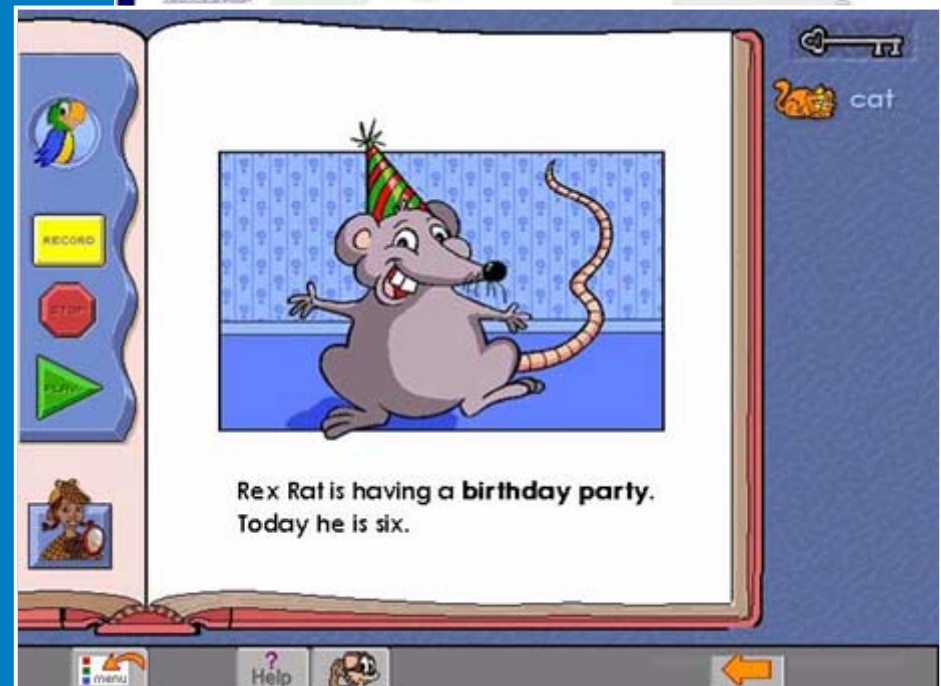 cat
RECORD
STOP
PLAY
Rex Rat is having a birthday party.
Today he is six.
menu
? Help